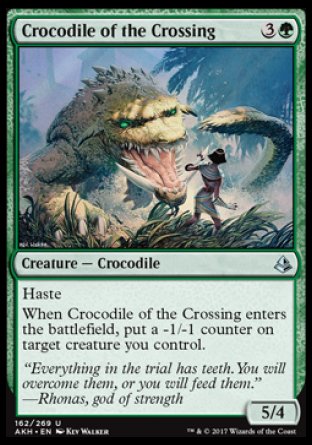 Crocodile of the Crossing 3
Creature — Crocodile
Haste
When Crocodile of the Crossing enters
the battlefield, put a -1/-1 counter on
target creature you control.
"Everything in the trial has teeth. You will
overcome them, or you will feed them."
—Rhonas, god of strength
5/4
162/269 U
AKH • EN Key Walker ™ & © 2017 Wizards of the Coast